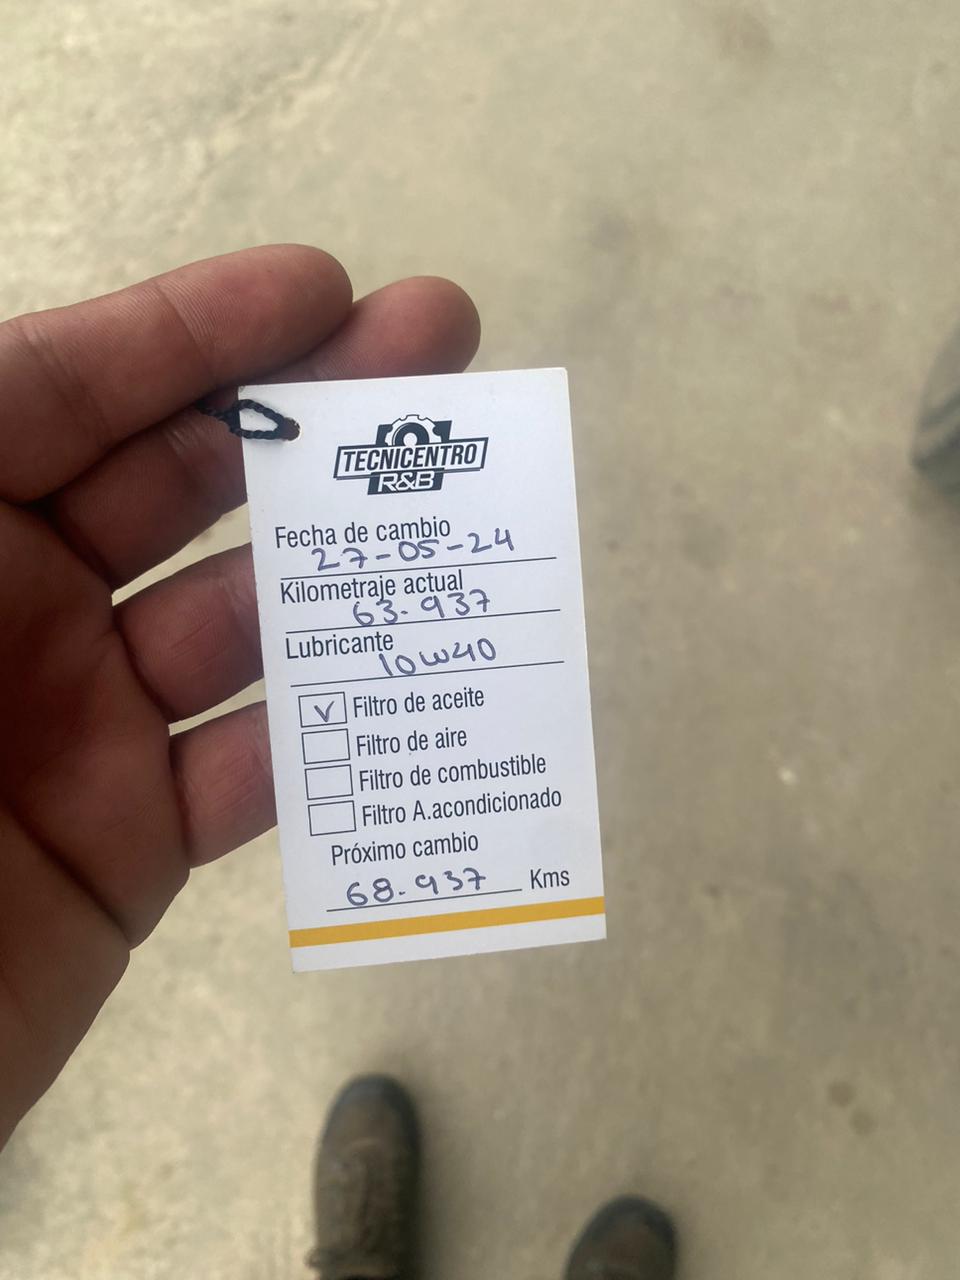 TECNICENTRO
R&B
Fecha de cambio
27-05-24
Kilometraje actual
63.937
Lubricante
10W40
V Filtro de aceite
Filtro de aire
Filtro de combustible
Filtro A.acondicionado
Próximo cambio
68.937 Kms